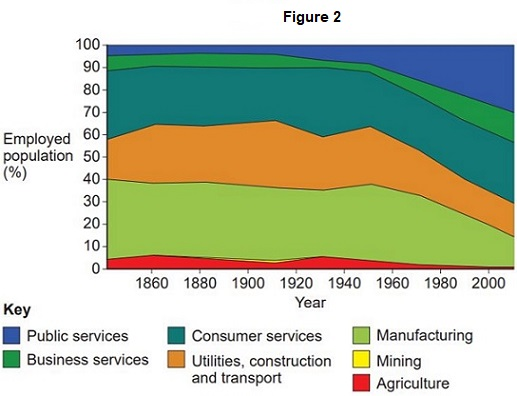 Figure 2
100
90
80
70
60
50
40
30
20
10
0
Employed
population
(%)
1860 1880 1900 1920 1940 1960 1980 2000
Year
Key
Public services
Business services
Consumer services
Utilities, construction
and transport
Manufacturing
Mining
Agriculture